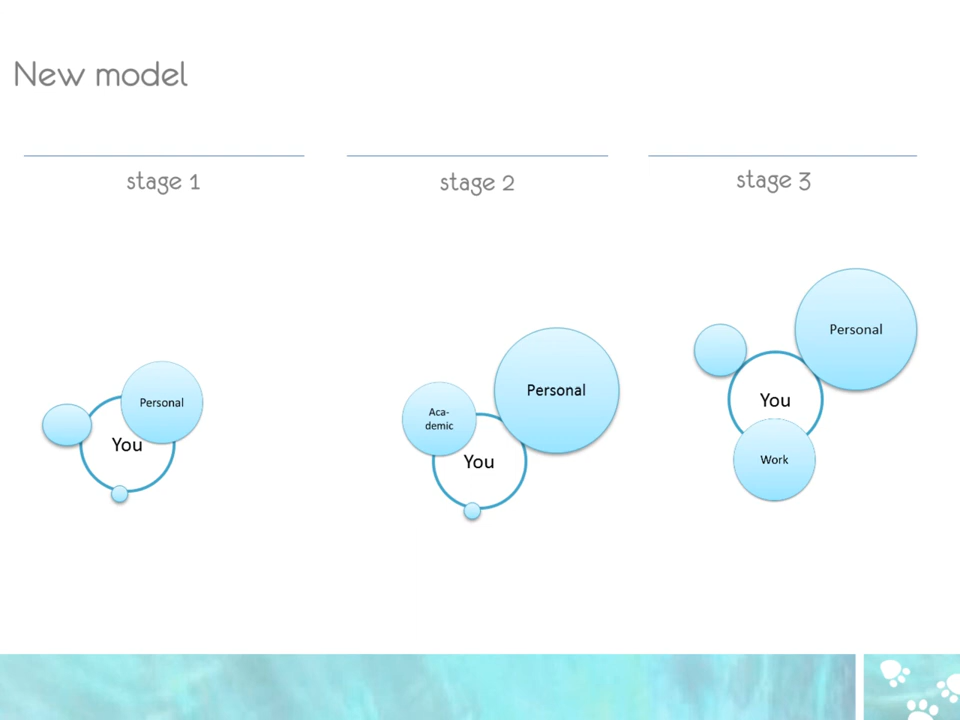 New model
stage 1
stage 2
stage 3
Personal
You
Aca-
demic
Personal
You
Personal
You
Work